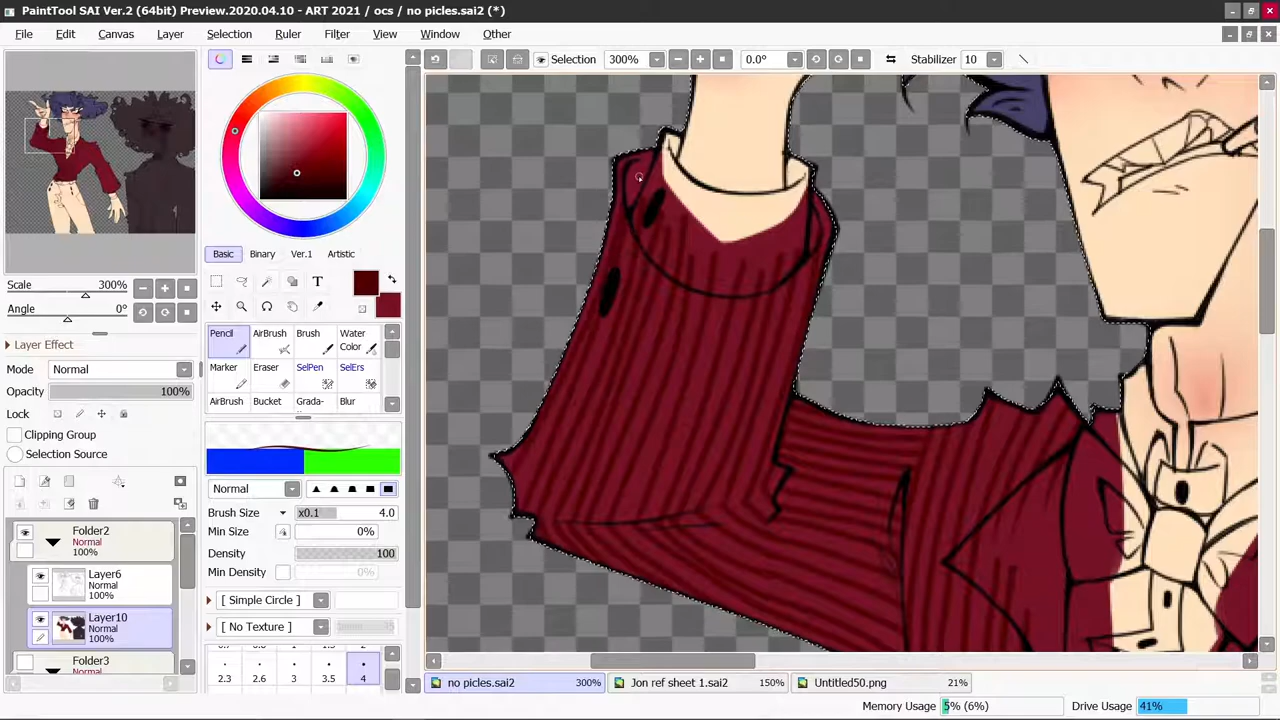 PaintTool SAI Ver.2 (64bit) Preview.2020.04.10 - ART 2021 / ocs / no picles.sai2 (*)
File Edit Canvas Layer Selection Ruler Filter View Window Other
Selection 300% 0.0° Stabilizer 10
Scale 300%
Angle 0°
Layer Effect
Mode Normal
Opacity 100%
Lock
Clipping Group
Selection Source
Folder2
Normal
100%
Layer6
Normal
100%
Layer10
Normal
100%
Folder3
Normal
Basic Binary Ver.1 Artistic
T
Pencil AirBrush Brush Water Color
Marker Eraser SelPen SelErs
AirBrush Bucket Grada- Blur
Normal
Brush Size x0.1 4.0
Min Size 0%
Density 100
Min Density 0%
[ Simple Circle ]
[ No Texture ]
2.3 2.6 3 3.5 4
no picles.sai2 300% Jon ref sheet 1.sai2 150% Untitled50.png 21%
Memory Usage 5% (6%) Drive Usage 41%